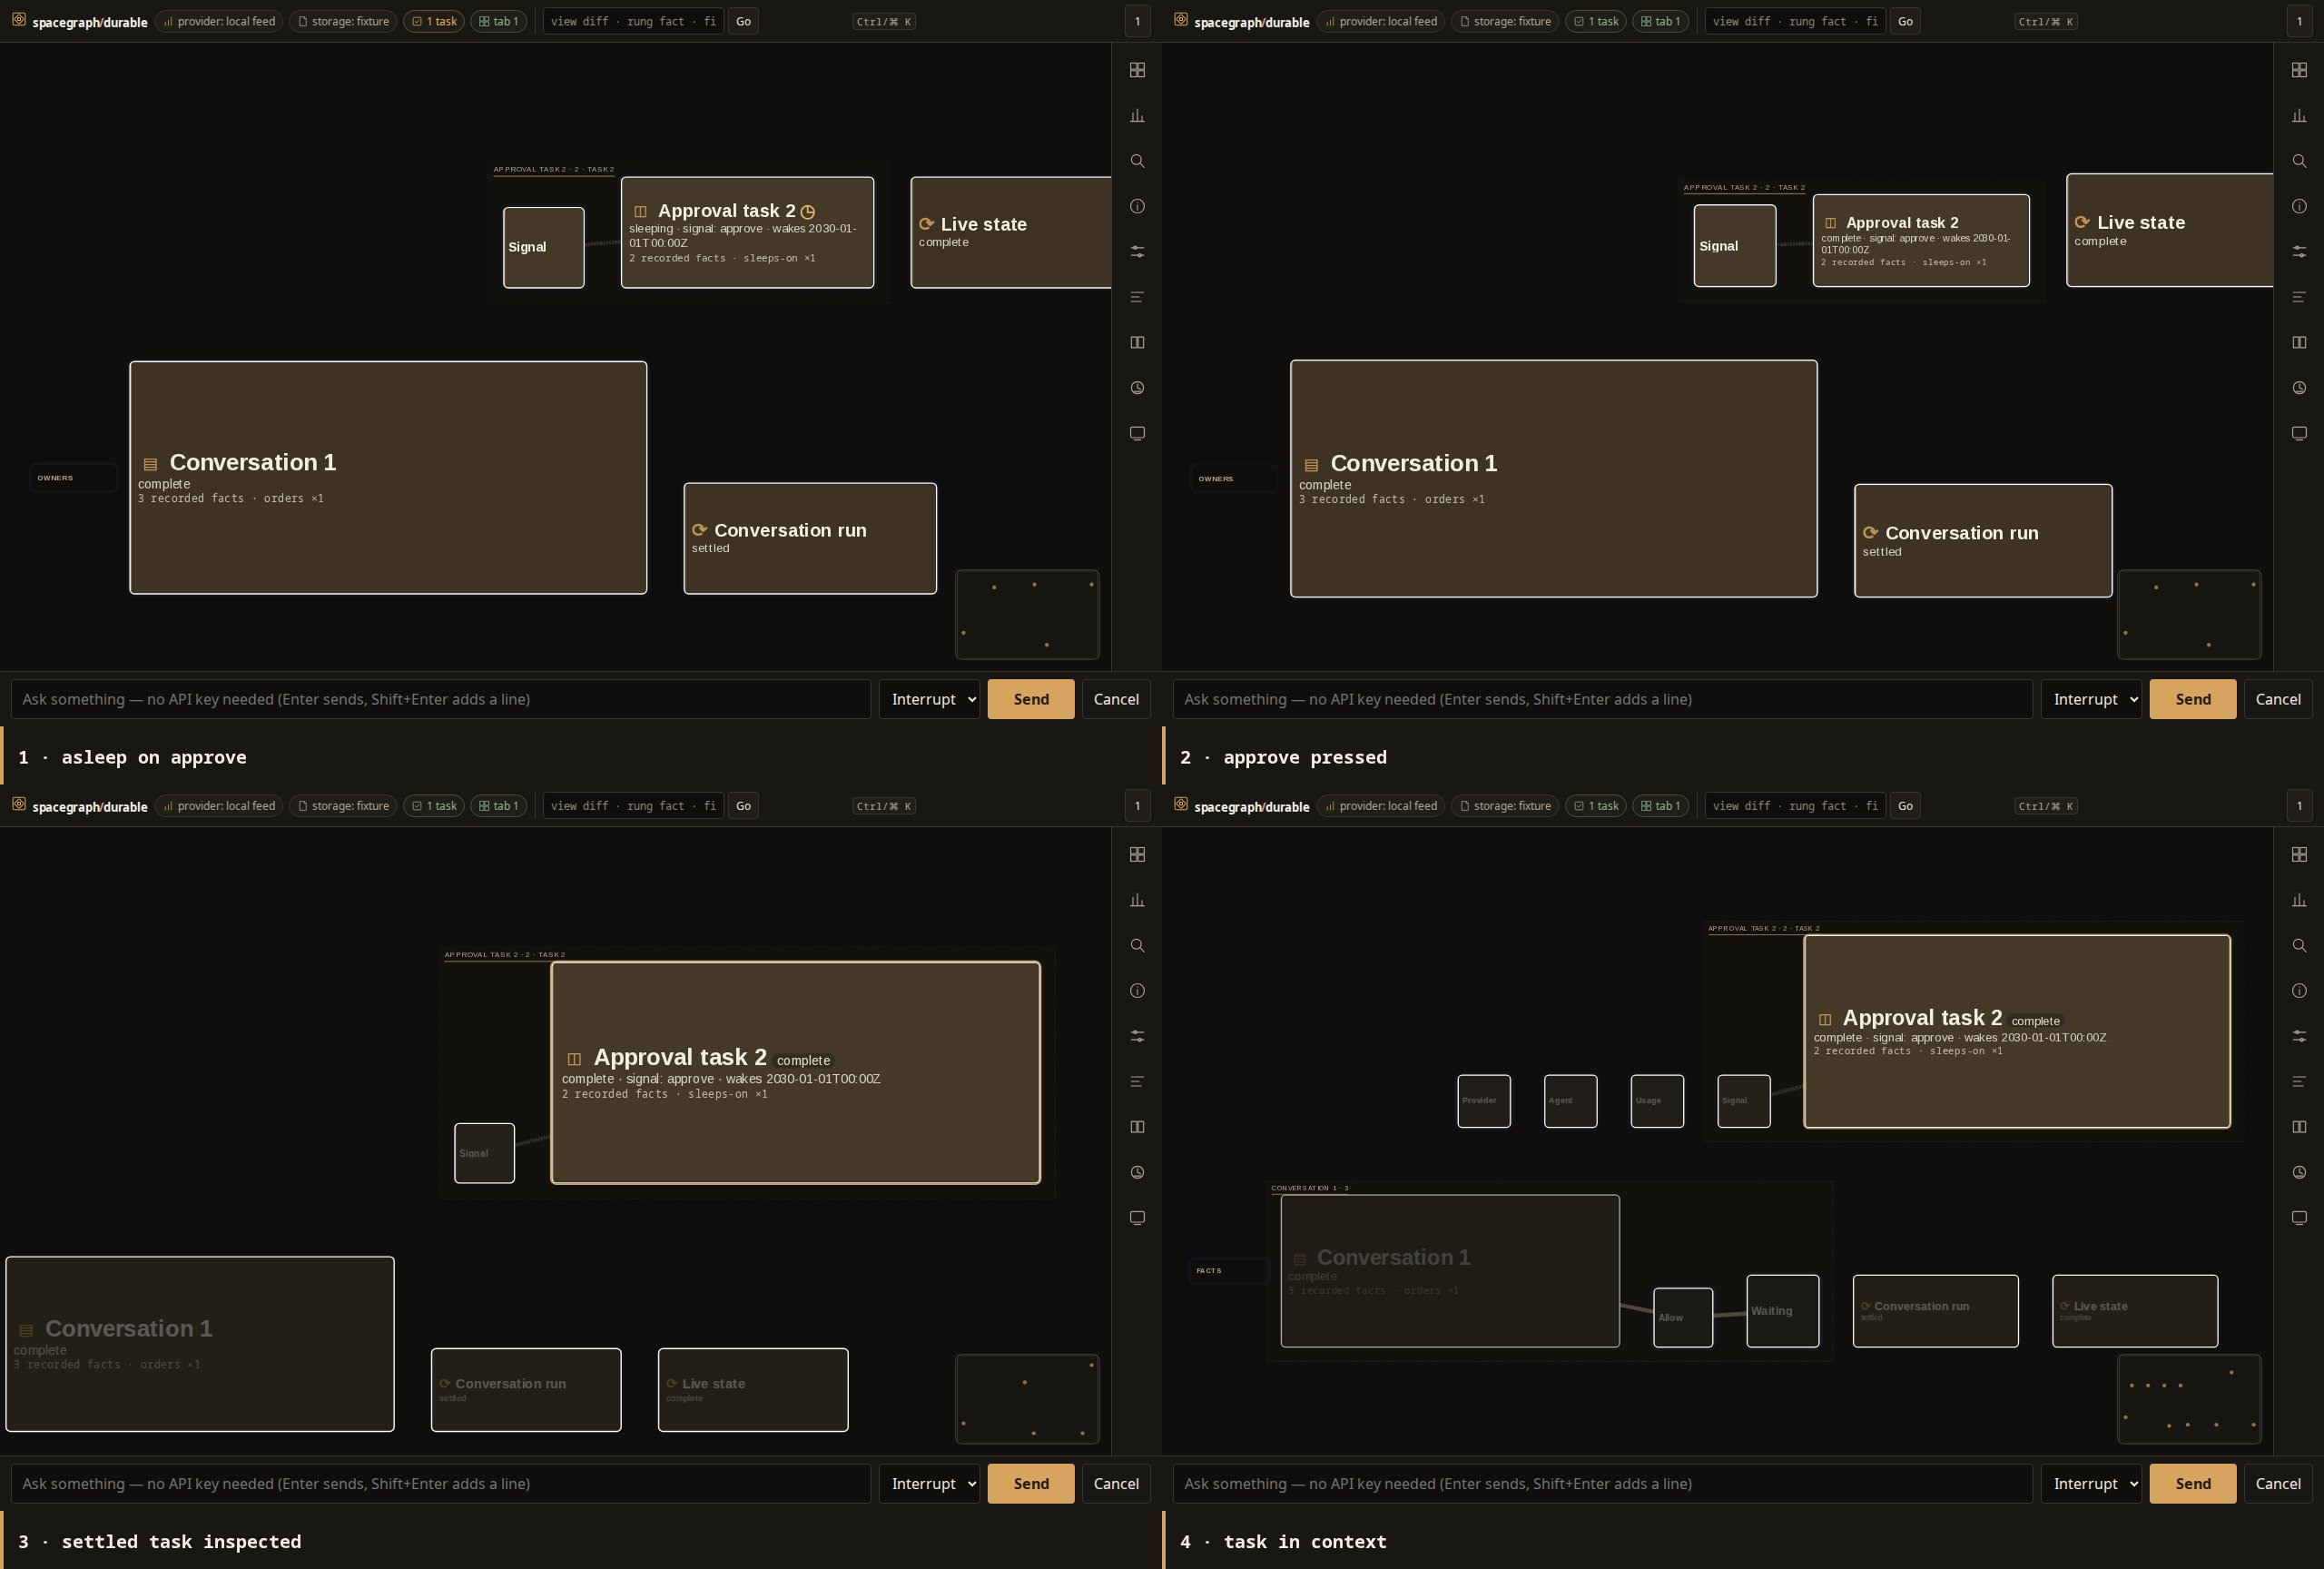 spacegraph/durable provider: local feed storage: fixture 1 task tab 1 view diff · rung fact · fi Go Ctrl/⌘ K 1
APPROVAL TASK 2 · 2 · TASK 2
Signal
Approval task 2
sleeping · signal: approve · wakes 2030-01-
01T00:00Z
2 recorded facts · sleeps-on ×1
Live state
complete
OWNERS
Conversation 1
complete
3 recorded facts · orders ×1
Conversation run
settled
Ask something — no API key needed (Enter sends, Shift+Enter adds a line) Interrupt Send Cancel
1 · asleep on approve
spacegraph/durable provider: local feed storage: fixture 1 task tab 1 view diff · rung fact · fi Go Ctrl/⌘ K 1
APPROVAL TASK 2 · 2 · TASK 2
Signal
Approval task 2
complete · signal: approve · wakes 2030-01-
01T00:00Z
2 recorded facts · sleeps-on ×1
Live state
complete
OWNERS
Conversation 1
complete
3 recorded facts · orders ×1
Conversation run
settled
Ask something — no API key needed (Enter sends, Shift+Enter adds a line) Interrupt Send Cancel
2 · approve pressed
spacegraph/durable provider: local feed storage: fixture 1 task tab 1 view diff · rung fact · fi Go Ctrl/⌘ K 1
APPROVAL TASK 2 · 2 · TASK 2
Approval task 2 complete
complete · signal: approve · wakes 2030-01-01T00:00Z
2 recorded facts · sleeps-on ×1
Signal
Conversation 1
complete
3 recorded facts · orders ×1
Conversation run
settled
Live state
complete
Ask something — no API key needed (Enter sends, Shift+Enter adds a line) Interrupt Send Cancel
3 · settled task inspected
spacegraph/durable provider: local feed storage: fixture 1 task tab 1 view diff · rung fact · fi Go Ctrl/⌘ K 1
APPROVAL TASK 2 · 2 · TASK 2
Approval task 2 complete
complete · signal: approve · wakes 2030-01-01T00:00Z
2 recorded facts · sleeps-on ×1
Provider
Agent
Usage
Signal
CONVERSATION 1 · 3
FACTS
Conversation 1
complete
3 recorded facts · orders ×1
Allow
Waiting
Conversation run
settled
Live state
complete
Ask something — no API key needed (Enter sends, Shift+Enter adds a line) Interrupt Send Cancel
4 · task in context